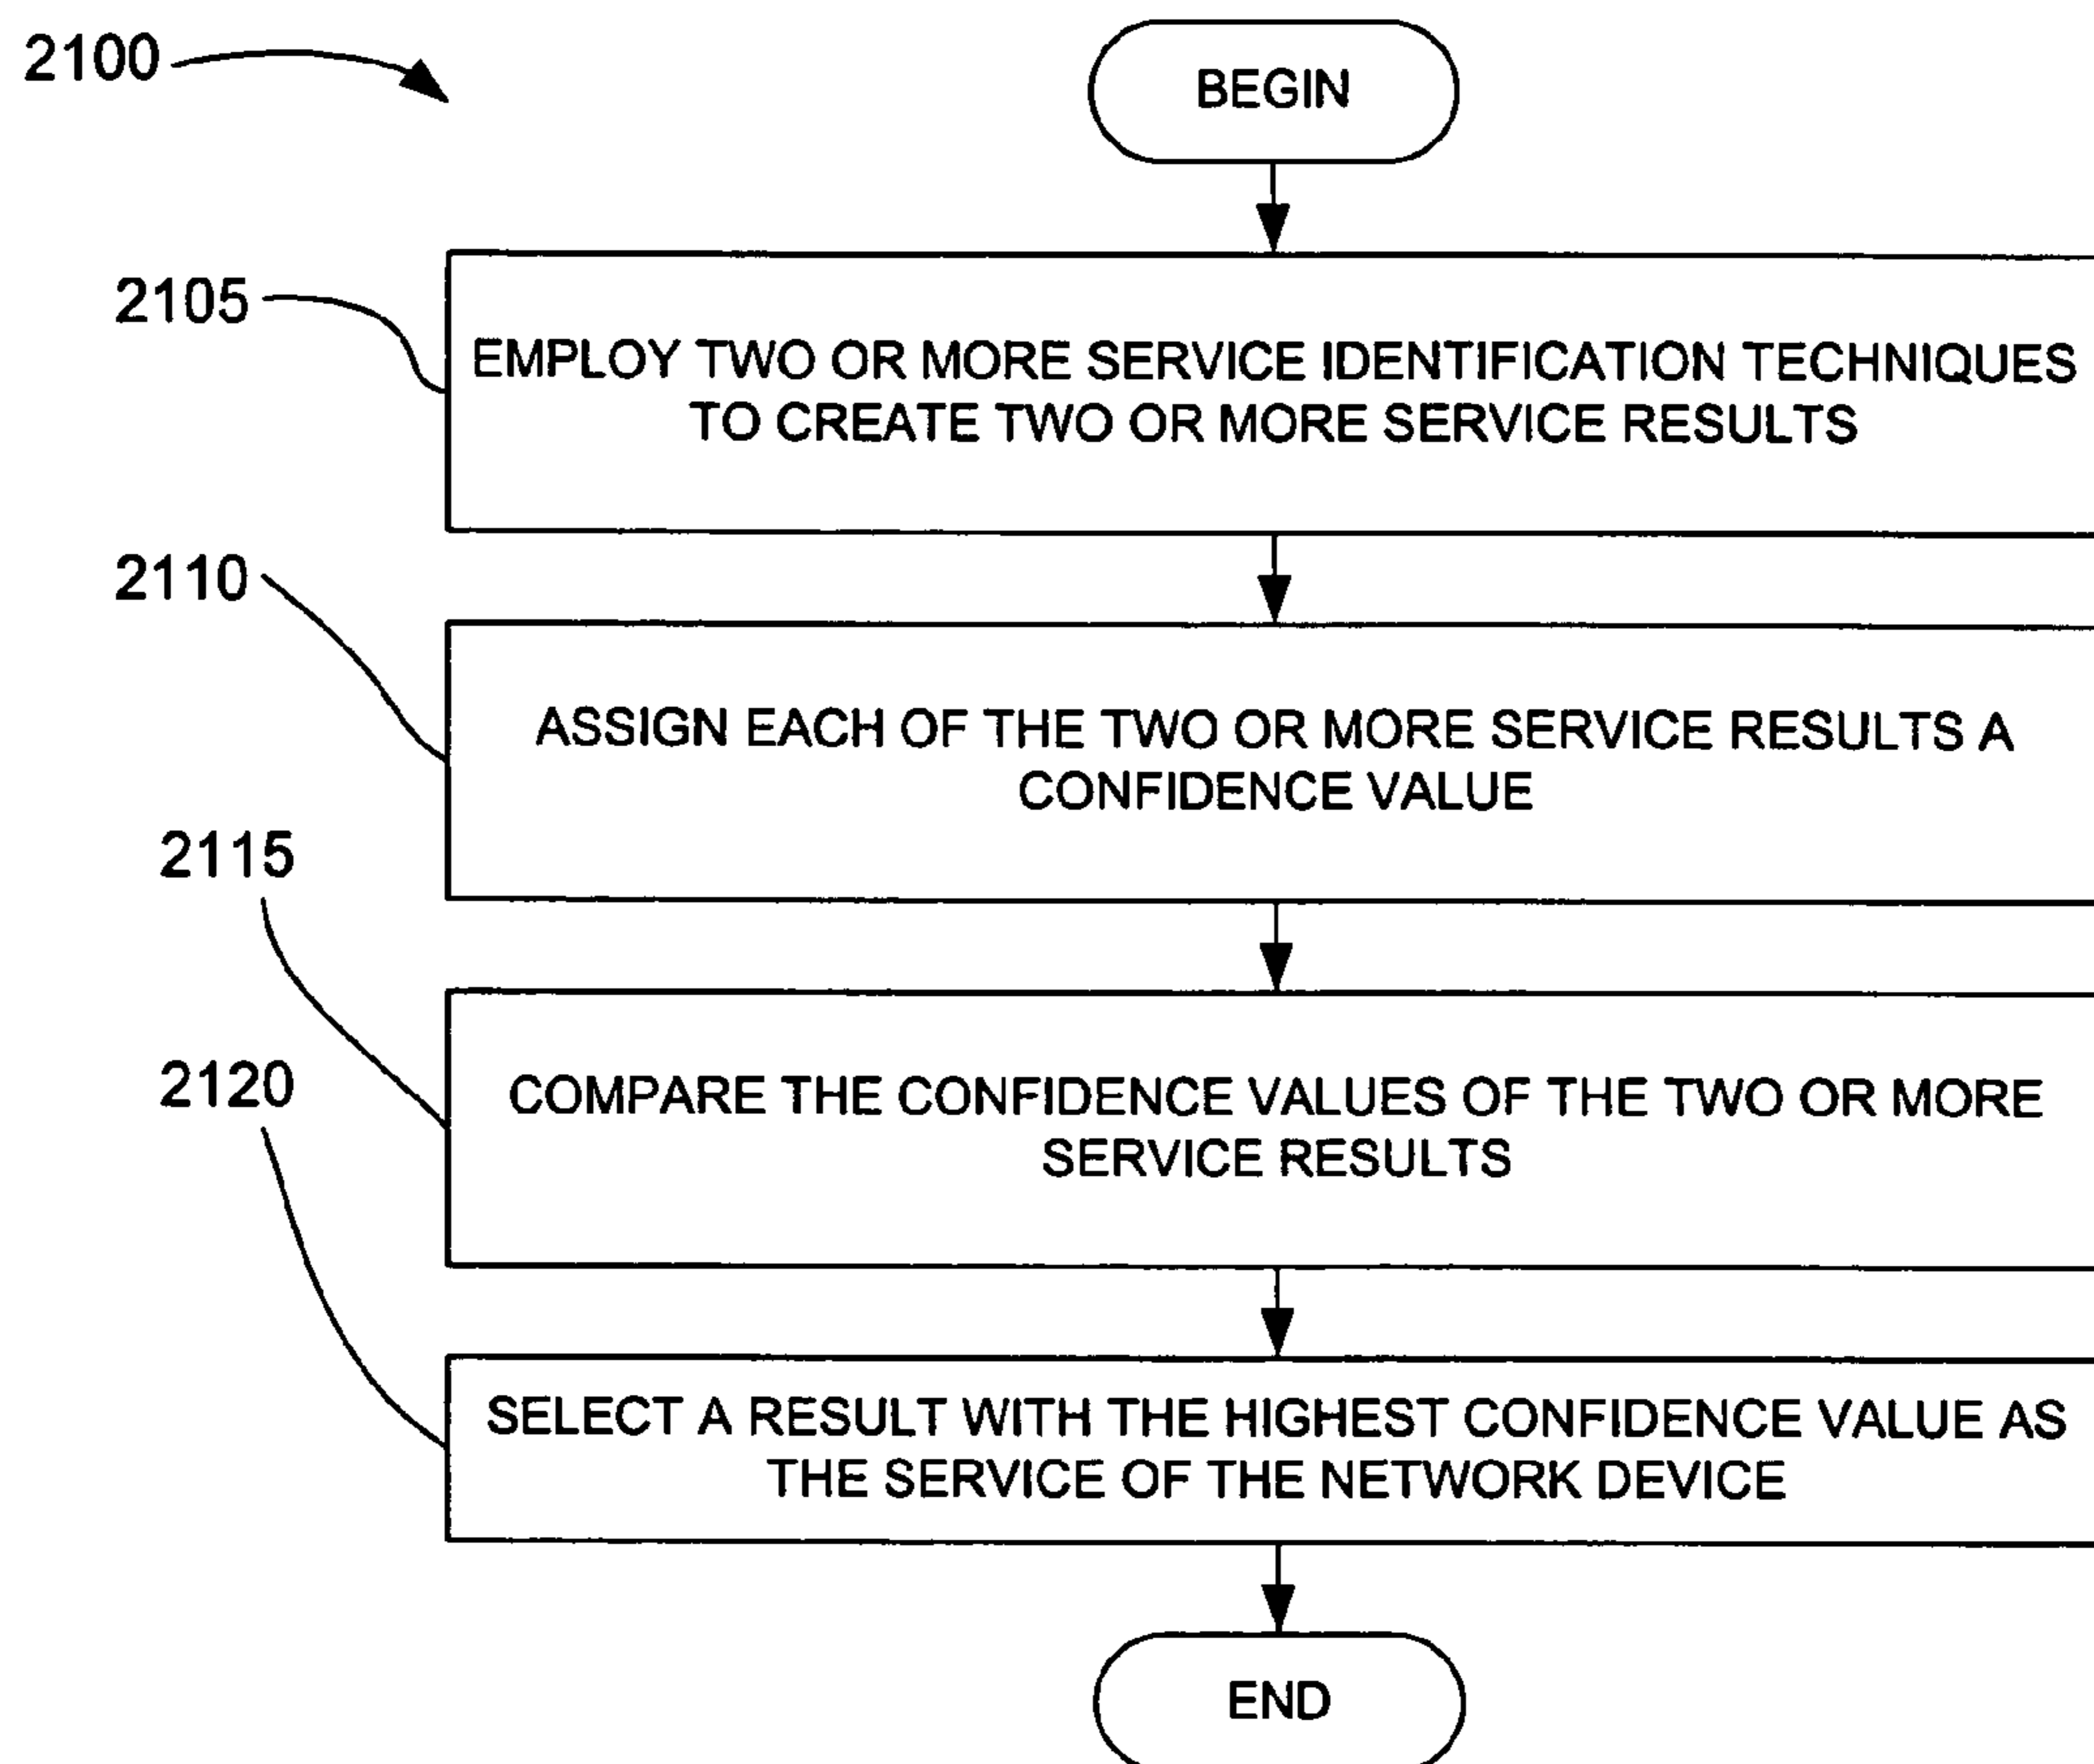 2100
BEGIN
2105
EMPLOY TWO OR MORE SERVICE IDENTIFICATION TECHNIQUES
TO CREATE TWO OR MORE SERVICE RESULTS
2110
ASSIGN EACH OF THE TWO OR MORE SERVICE RESULTS A
CONFIDENCE VALUE
2115
COMPARE THE CONFIDENCE VALUES OF THE TWO OR MORE
SERVICE RESULTS
2120
SELECT A RESULT WITH THE HIGHEST CONFIDENCE VALUE AS
THE SERVICE OF THE NETWORK DEVICE
END